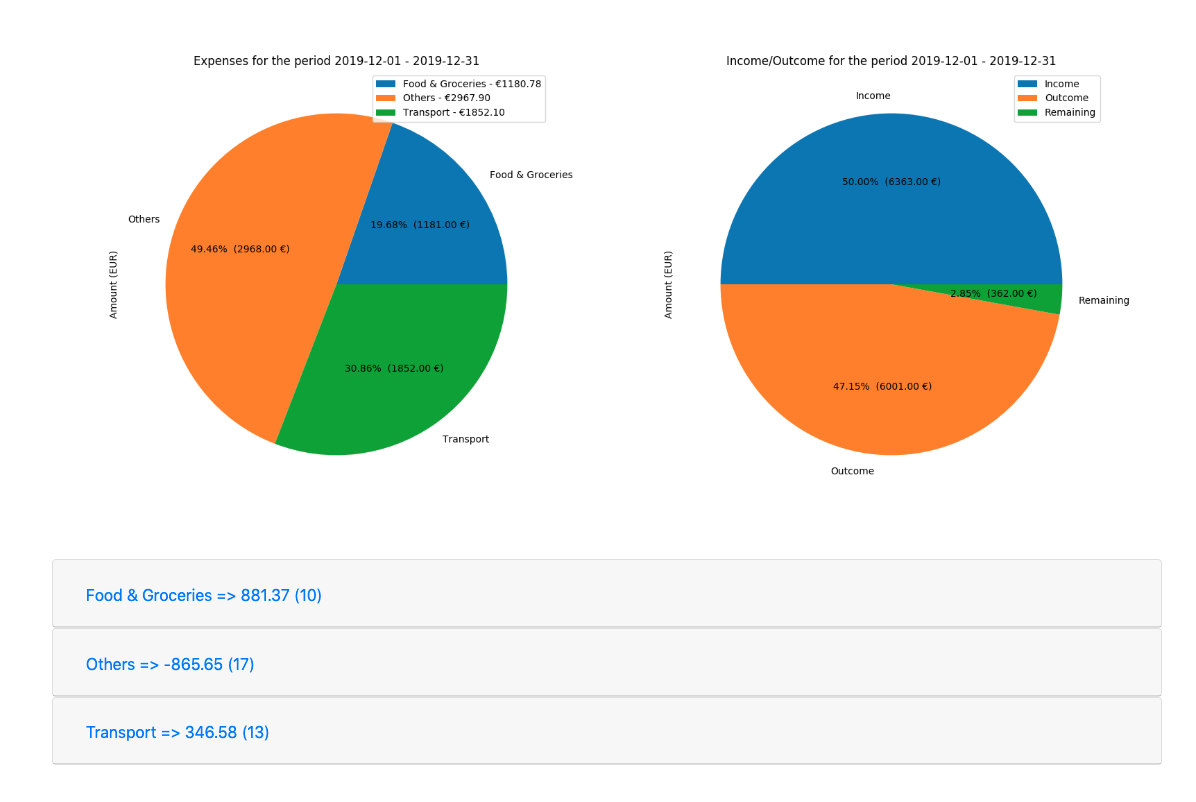 Expenses for the period 2019-12-01 - 2019-12-31
Food & Groceries - €1180.78
Others - €2967.90
Transport - €1852.10
Food & Groceries
Others
19.68% (1181.00 €)
49.46% (2968.00 €)
Amount (EUR)
30.86% (1852.00 €)
Transport
Income/Outcome for the period 2019-12-01 - 2019-12-31
Income
Outcome
Remaining
Income
50.00% (6363.00 €)
2.85% (362.00 €)
Remaining
Amount (EUR)
47.15% (6001.00 €)
Outcome
Food & Groceries => 881.37 (10)
Others => -865.65 (17)
Transport => 346.58 (13)